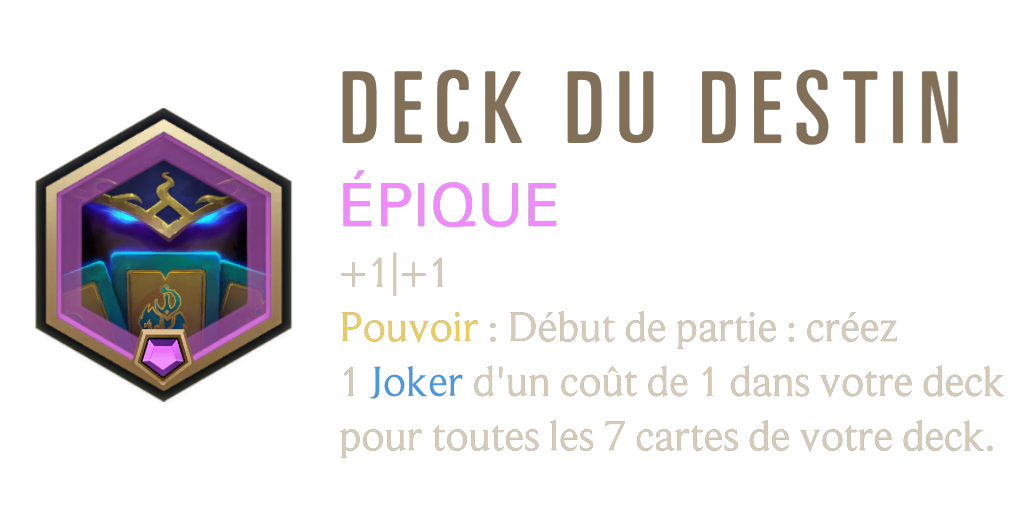 DECK DU DESTIN
ÉPIQUE
+1|+1
Pouvoir : Début de partie : créez
1 Joker d'un coût de 1 dans votre deck
pour toutes les 7 cartes de votre deck.